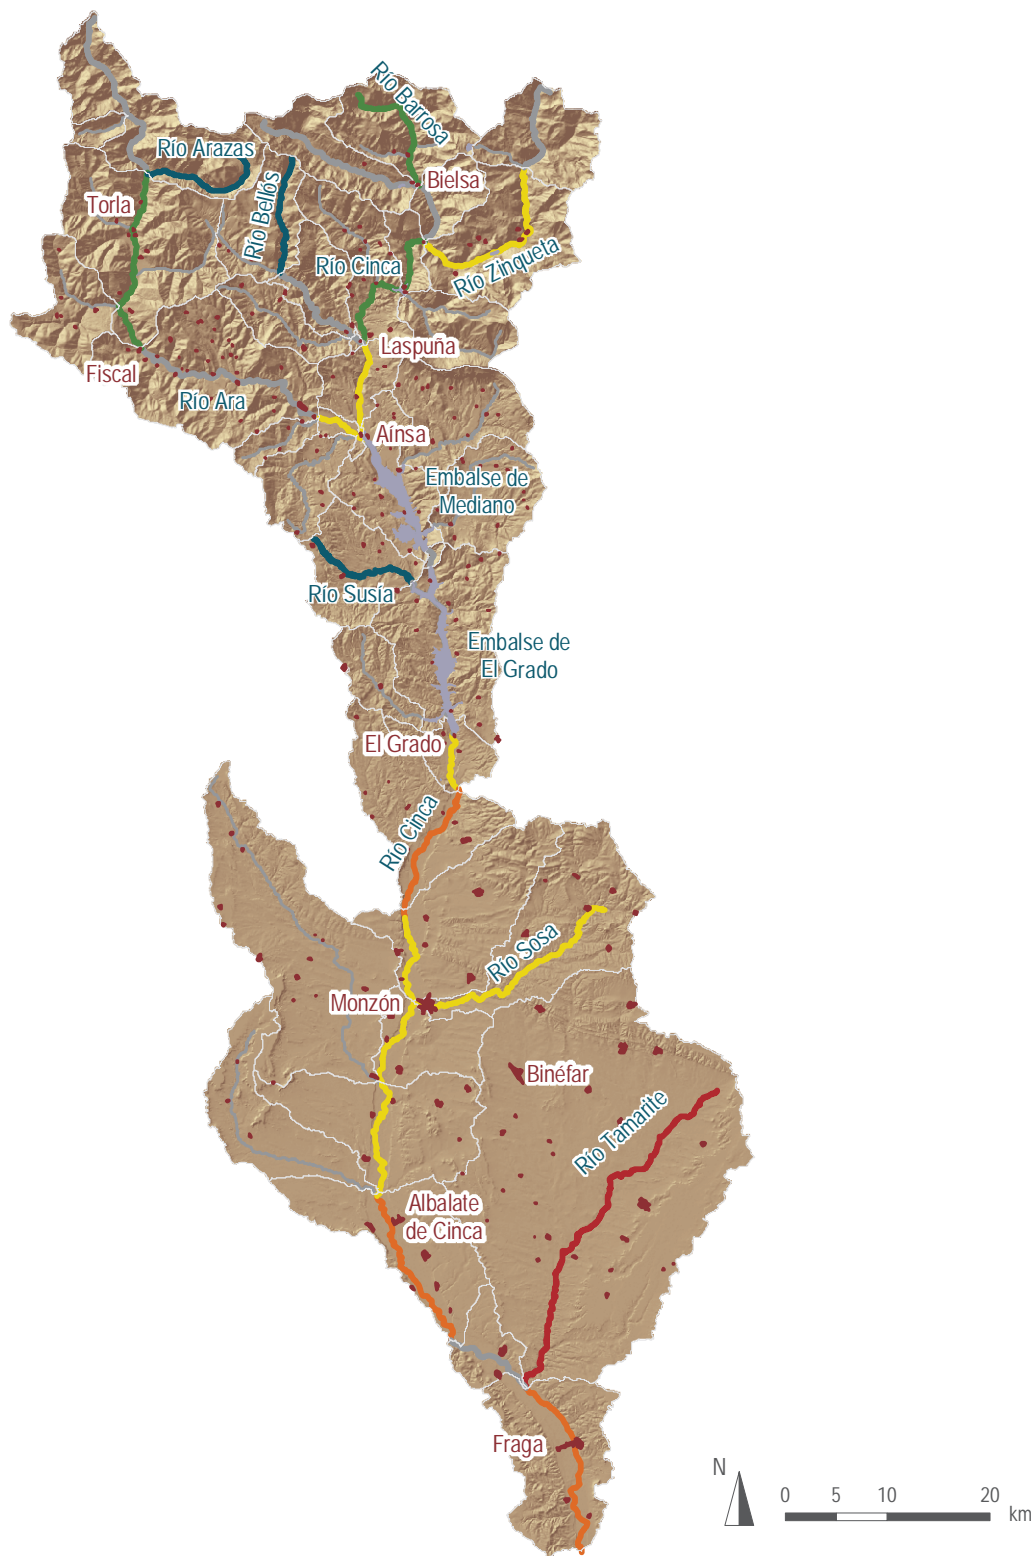 Río Barrosa
Río Arazas
Bielsa
Torla
Río Bellós
Río Cinca
Río Zinqueta
Laspuña
Fiscal
Río Ara
Aínsa
Embalse de
Mediano
Río Susía
Embalse de
El Grado
El Grado
Río Cinca
Río Sosa
Monzón
Binéfar
Río Tamarite
Albalate
de Cinca
Fraga
N
0 5 10 20
km